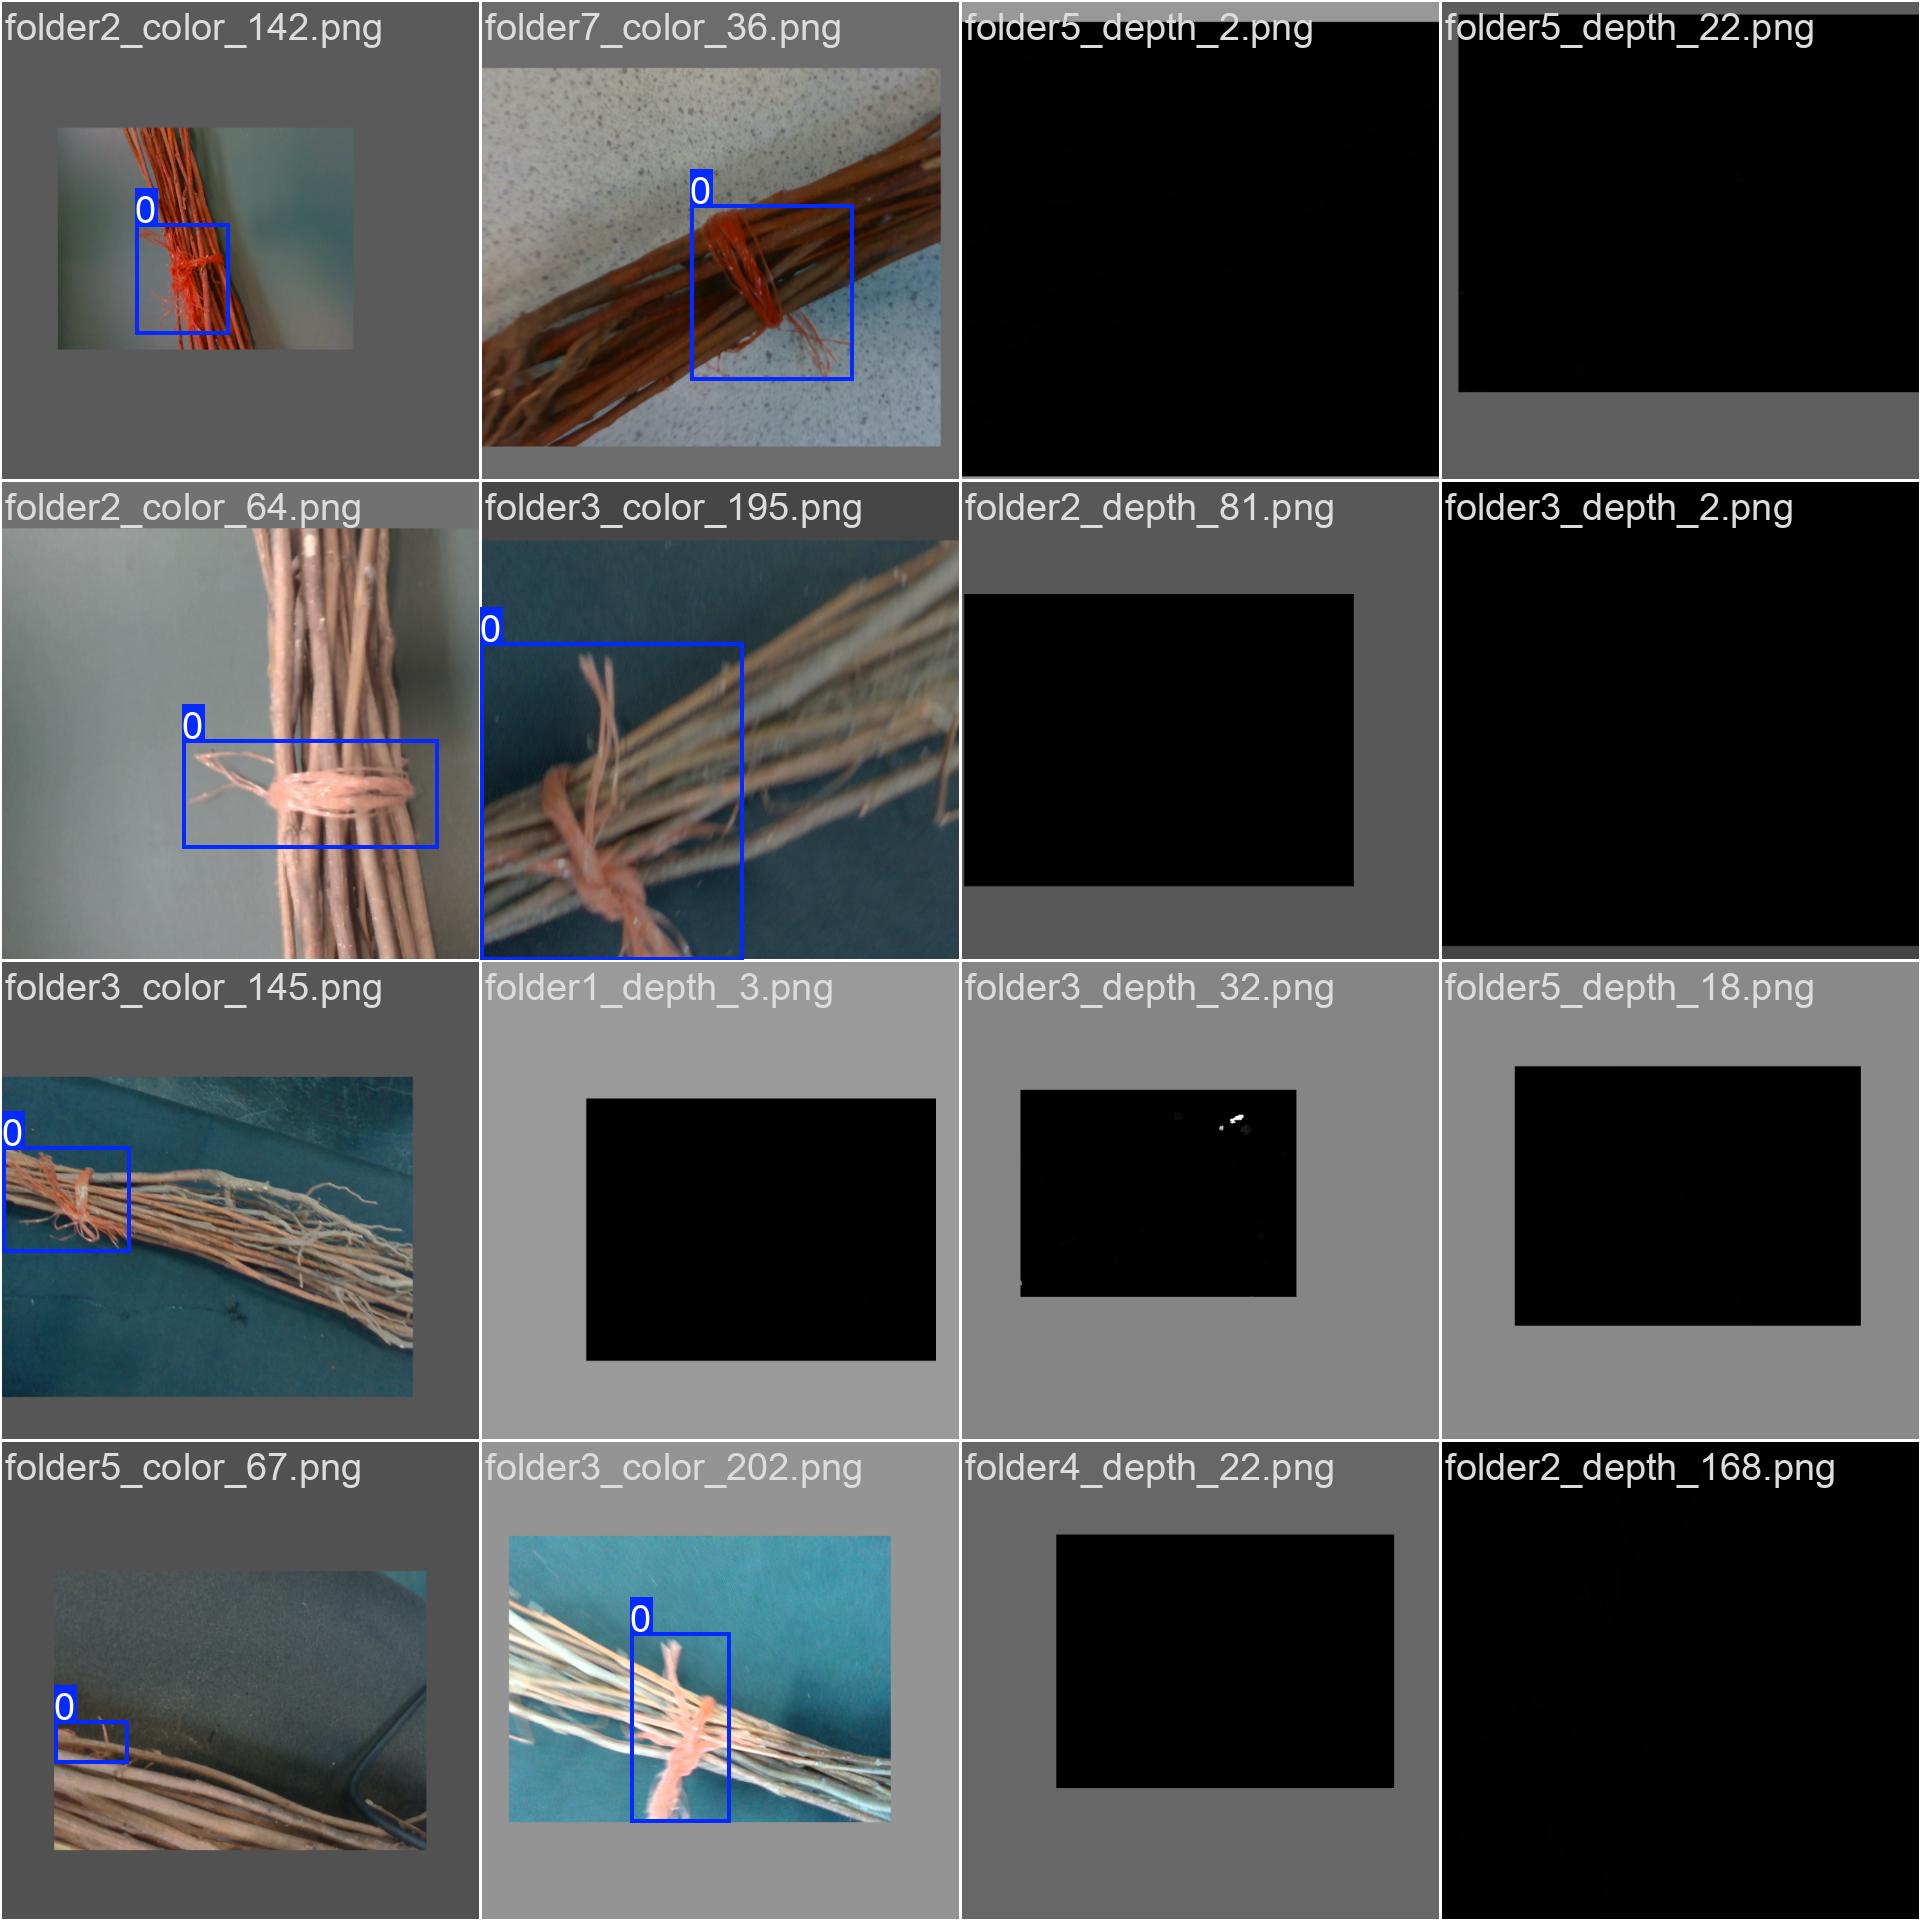 folder2_color_142.png
folder7_color_36.png
folder5_depth_2.png
folder5_depth_22.png
0
0
folder2_color_64.png
folder3_color_195.png
folder2_depth_81.png
folder3_depth_2.png
0
0
folder3_color_145.png
folder1_depth_3.png
folder3_depth_32.png
folder5_depth_18.png
0
folder5_color_67.png
folder3_color_202.png
folder4_depth_22.png
folder2_depth_168.png
0
0